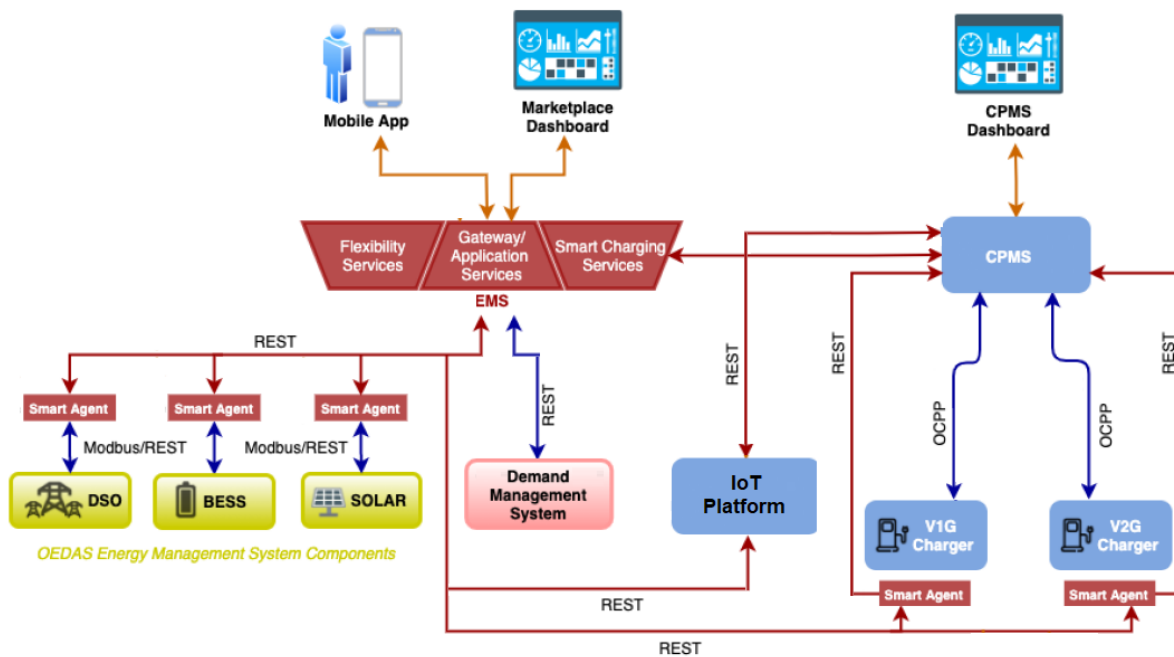 Mobile App
Marketplace
Dashboard
CPMS
Dashboard
Flexibility
Services
Gateway/
Application
Services
Smart Charging
Services
EMS
CPMS
REST
REST
REST
REST
REST
OCPP
OCPP
Smart Agent
Smart Agent
Smart Agent
Modbus/REST
Modbus/REST
DSO
BESS
SOLAR
OEDAS Energy Management System Components
Demand
Management
System
IoT
Platform
V1G
Charger
V2G
Charger
Smart Agent
Smart Agent
REST
REST